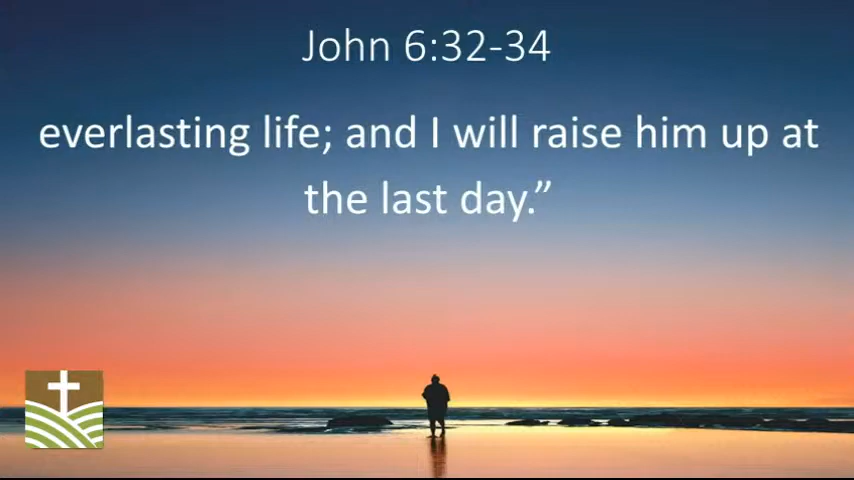 John 6:32-34
everlasting life; and I will raise him up at
the last day.”